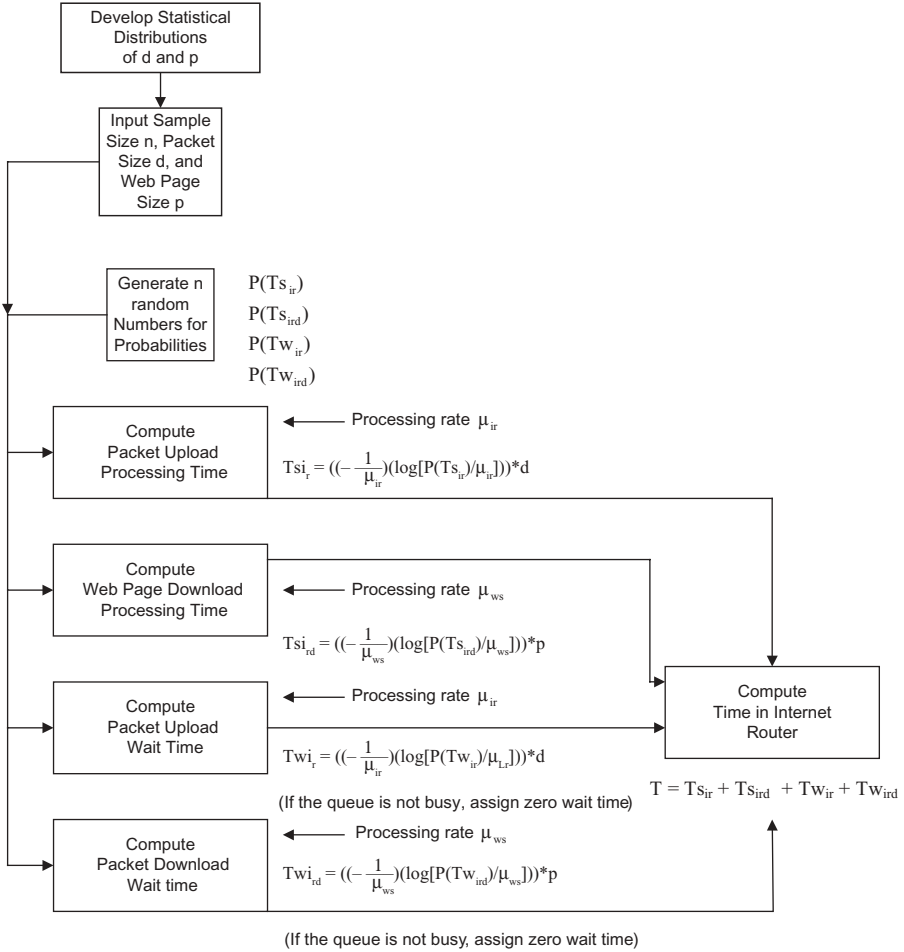 Develop Statistical
Distributions
of d and p
Input Sample
Size n, Packet
Size d, and
Web Page
Size p
Generate n
random
Numbers for
Probabilities
P(Ts_ir)
P(Ts_ird)
P(Tw_ir)
P(Tw_ird)
Compute
Packet Upload
Processing Time
Processing rate μ_ir
Tsi_r = ((–1/μ_ir)(log[P(Ts_ir)/μ_ir]))*d
Compute
Web Page Download
Processing Time
Processing rate μ_ws
Tsi_rd = ((–1/μ_ws)(log[P(Ts_ird)/μ_ws]))*p
Compute
Packet Upload
Wait Time
Processing rate μ_ir
Twi_r = ((–1/μ_ir)(log[P(Tw_ir)/μ_Lr]))*d
(If the queue is not busy, assign zero wait time)
Compute
Time in Internet
Router
T = Ts_ir + Ts_ird + Tw_ir + Tw_ird
Compute
Packet Download
Wait time
Processing rate μ_ws
Twi_rd = ((–1/μ_ws)(log[P(Tw_ird)/μ_ws]))*p
(If the queue is not busy, assign zero wait time)